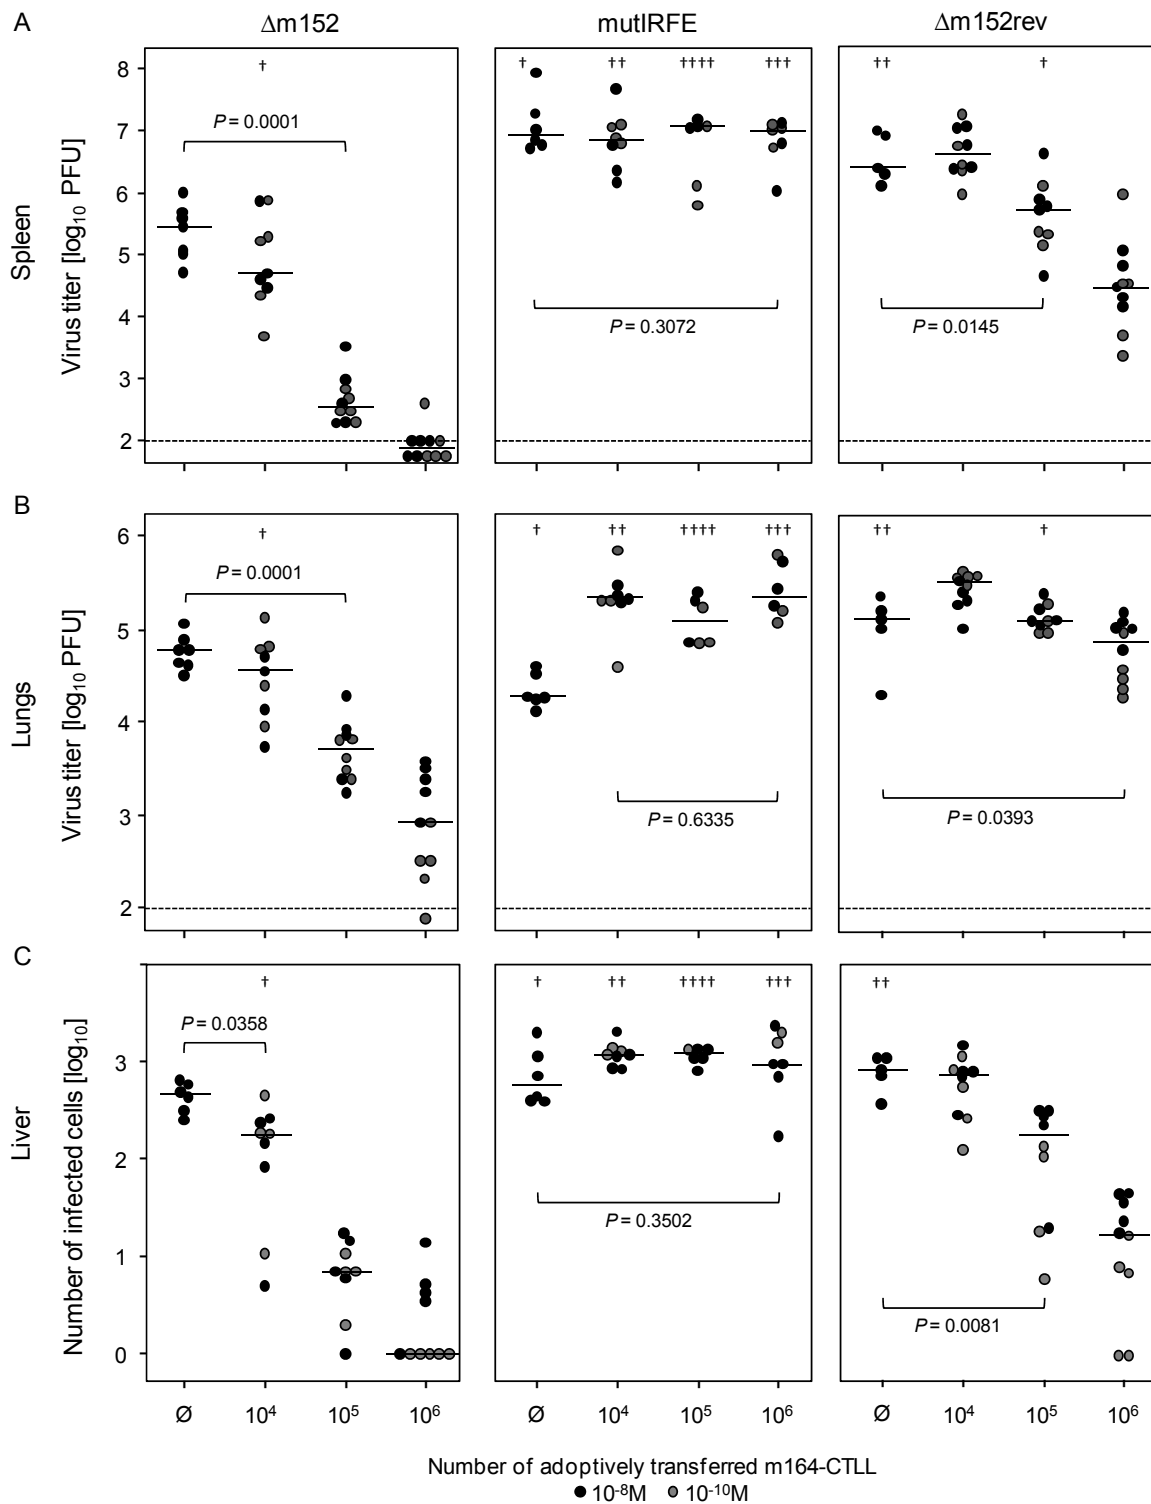 A
Δm152
mutIRFE
Δm152rev
Spleen
Virus titer [log10 PFU]
8
7
6
5
4
3
2
†
P = 0.0001
†
††
††††
†††
P = 0.3072
††
†
P = 0.0145
B
Lungs
Virus titer [log10 PFU]
6
5
4
3
2
†
P = 0.0001
†
††
††††
†††
P = 0.6335
††
†
P = 0.0393
C
Liver
Number of infected cells [log10]
3
2
1
0
†
P = 0.0358
†
††
††††
†††
P = 0.3502
††
P = 0.0081
Ø 10⁴ 10⁵ 10⁶ Ø 10⁴ 10⁵ 10⁶ Ø 10⁴ 10⁵ 10⁶
Number of adoptively transferred m164-CTLL
● 10⁻⁸M ● 10⁻¹⁰M